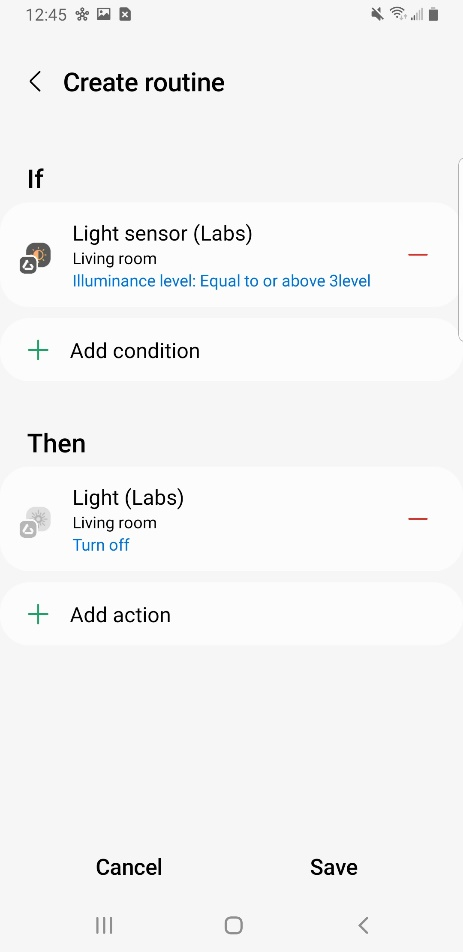 12:45
Create routine
If
Light sensor (Labs)
Living room
Illuminance level: Equal to or above 3level
Add condition
Then
Light (Labs)
Living room
Turn off
Add action
Cancel
Save